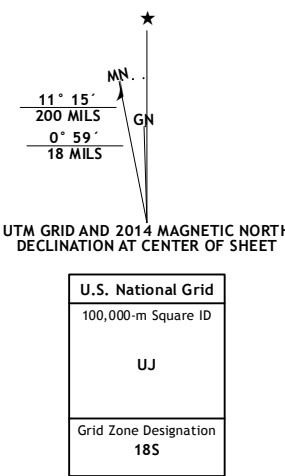 ★
MN
11° 15´
200 MILS
GN
0° 59´
18 MILS
UTM GRID AND 2014 MAGNETIC NORTH
DECLINATION AT CENTER OF SHEET
U.S. National Grid
100,000-m Square ID
UJ
Grid Zone Designation
18S